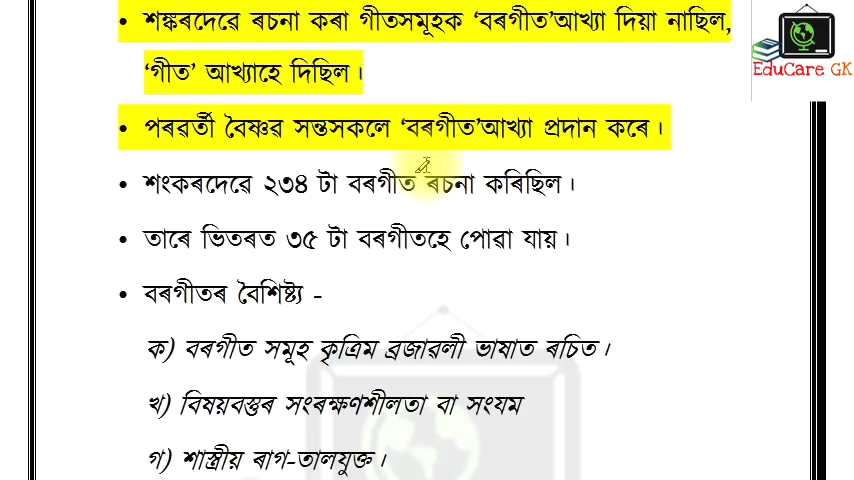 • শঙ্কৰদেৱে ৰচনা কৰা গীতসমূহক ‘বৰগীত’আখ্যা দিয়া নাছিল,
‘গীত’ আখ্যাহে দিছিল।
• পৰৱৰ্তী বৈষ্ণৱ সন্তসকলে ‘বৰগীত’আখ্যা প্ৰদান কৰে।
• শংকৰদেৱে ২৩৪ টা বৰগীত ৰচনা কৰিছিল।
• তাৰে ভিতৰত ৩৫ টা বৰগীতহে পোৱা যায়।
• বৰগীতৰ বৈশিষ্ট্য -
ক) বৰগীত সমূহ কৃত্ৰিম ব্ৰজাৱলী ভাষাত ৰচিত।
খ) বিষয়বস্তুৰ সংৰক্ষণশীলতা বা সংযম
গ) শাস্ত্ৰীয় ৰাগ-তালযুক্ত।
EduCare GK